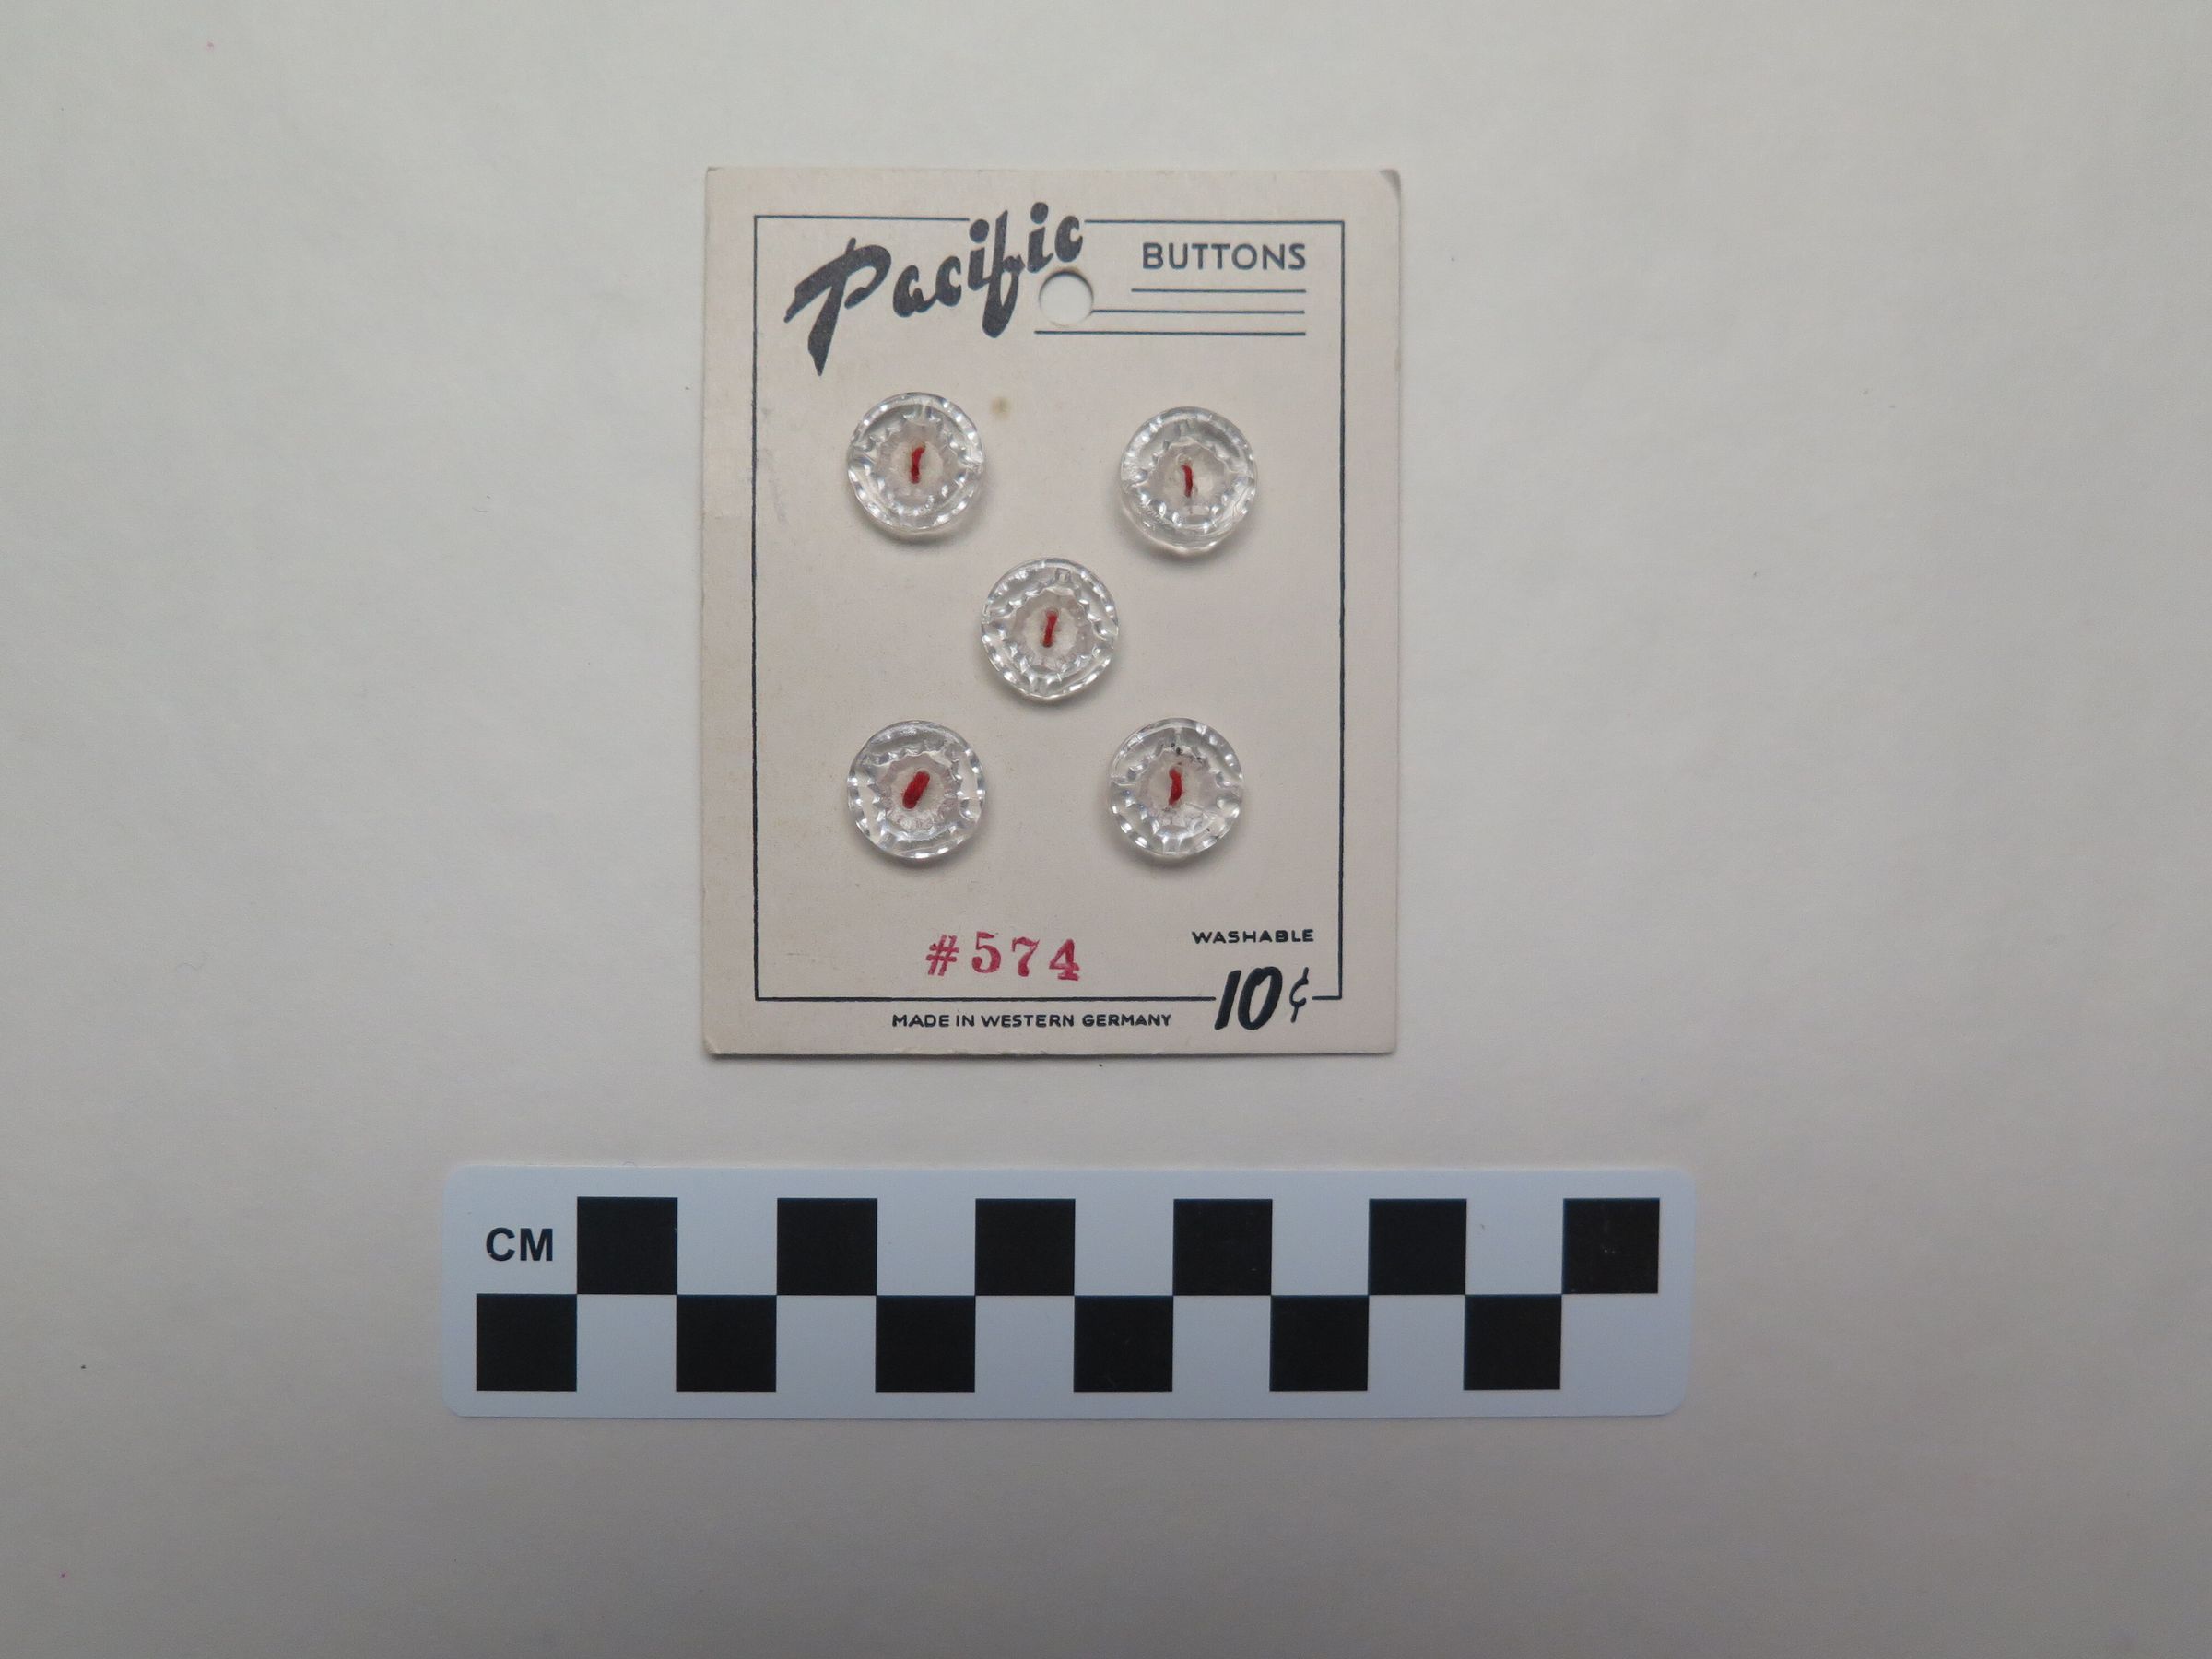 Pacific BUTTONS
#574
WASHABLE
10¢
MADE IN WESTERN GERMANY
CM